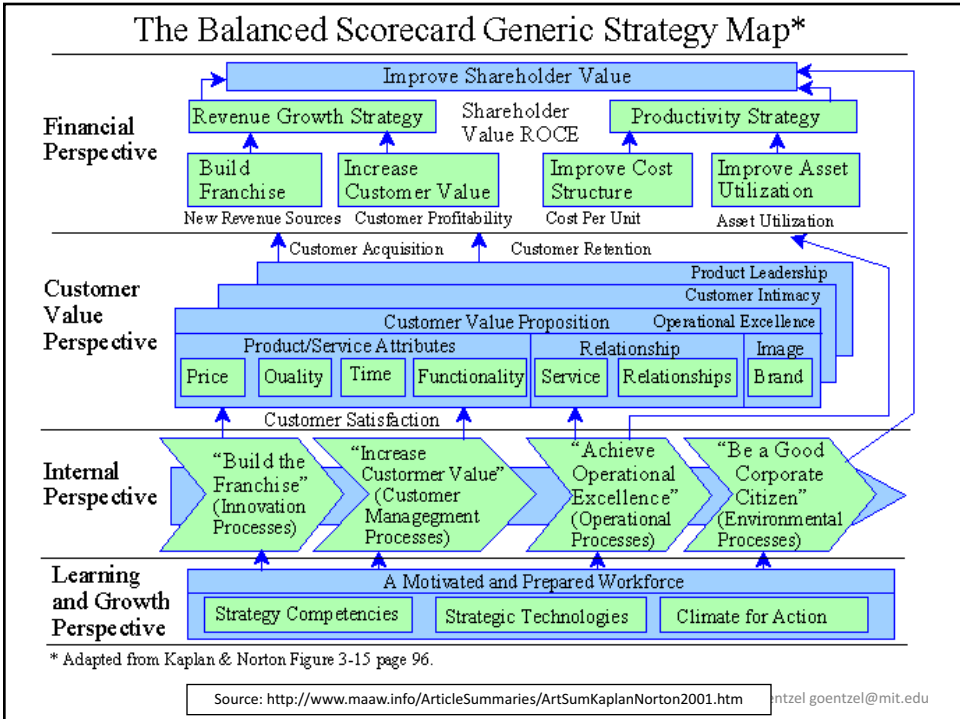 The Balanced Scorecard Generic Strategy Map*
Improve Shareholder Value
Financial
Perspective
Revenue Growth Strategy
Shareholder
Value ROCE
Productivity Strategy
Build
Franchise
Increase
Customer Value
Improve Cost
Structure
Improve Asset
Utilization
New Revenue Sources
Customer Profitability
Cost Per Unit
Asset Utilization
Customer Acquisition
Customer Retention
Customer
Value
Perspective
Product Leadership
Customer Intimacy
Customer Value Proposition
Operational Excellence
Product/Service Attributes
Relationship
Image
Price
Ouality
Time
Functionality
Service
Relationships
Brand
Customer Satisfaction
Internal
Perspective
“Build the
Franchise”
(Innovation
Processes)
“Increase
Custormer Value”
(Customer
Managegment
Processes)
“Achieve
Operational
Excellence”
(Operational
Processes)
“Be a Good
Corporate
Citizen”
(Environmental
Processes)
Learning
and Growth
Perspective
A Motivated and Prepared Workforce
Strategy Competencies
Strategic Technologies
Climate for Action
* Adapted from Kaplan & Norton Figure 3-15 page 96.
Source: http://www.maaw.info/ArticleSummaries/ArtSumKaplanNorton2001.htm
entzel goentzel@mit.edu